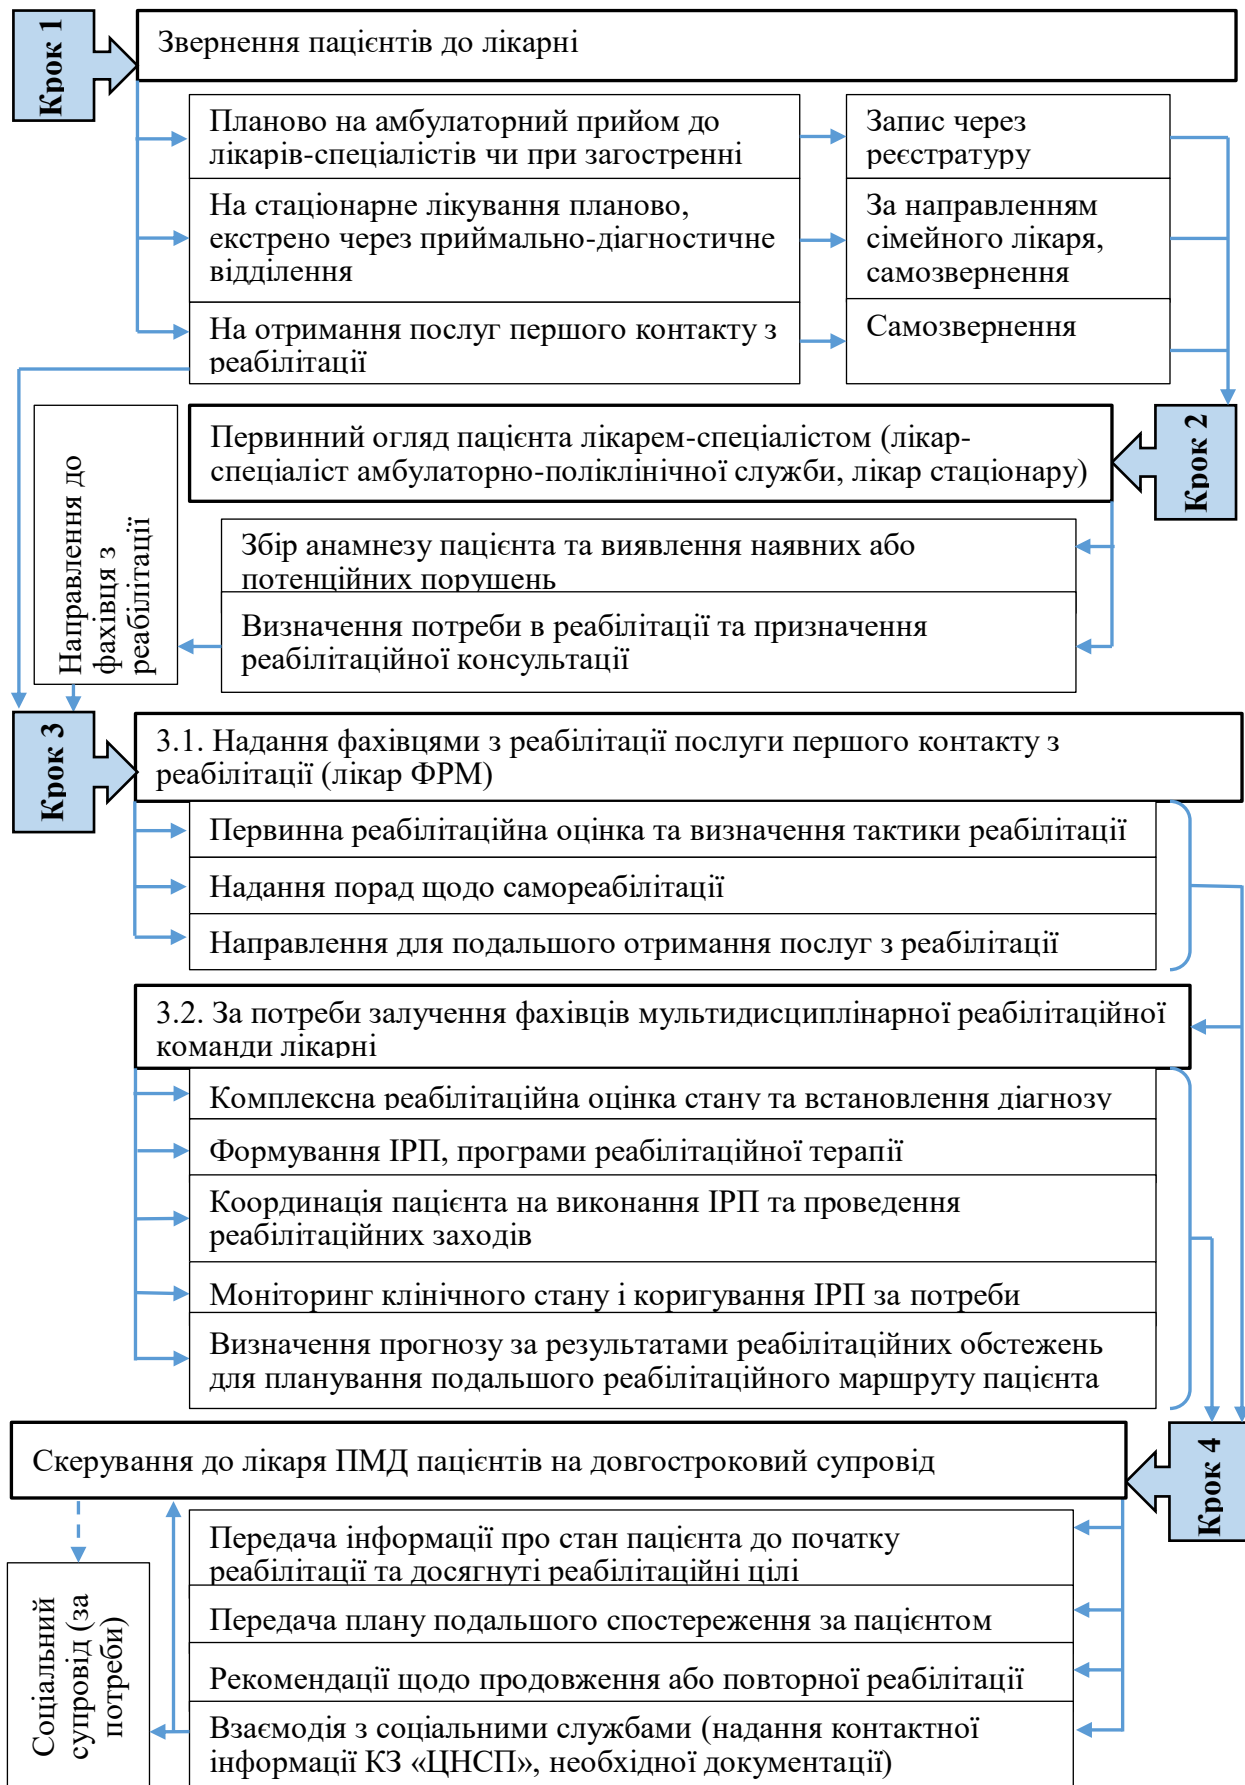 Крок 1
Звернення пацієнтів до лікарні
Планово на амбулаторний прийом до
лікарів-спеціалістів чи при загостренні
Запис через
реєстратуру
На стаціонарне лікування планово,
екстрено через приймально-діагностичне
відділення
За направленням
сімейного лікаря,
самозвернення
На отримання послуг першого контакту з
реабілітації
Самозвернення
Крок 2
Первинний огляд пацієнта лікарем-спеціалістом (лікар-
спеціаліст амбулаторно-поліклінічної служби, лікар стаціонару)
Збір анамнезу пацієнта та виявлення наявних або
потенційних порушень
Визначення потреби в реабілітації та призначення
реабілітаційної консультації
Направлення до
фахівця з
реабілітації
Крок 3
3.1. Надання фахівцями з реабілітації послуги першого контакту з
реабілітації (лікар ФРМ)
Первинна реабілітаційна оцінка та визначення тактики реабілітації
Надання порад щодо самореабілітації
Направлення для подальшого отримання послуг з реабілітації
3.2. За потреби залучення фахівців мультидисциплінарної реабілітаційної
команди лікарні
Комплексна реабілітаційна оцінка стану та встановлення діагнозу
Формування ІРП, програми реабілітаційної терапії
Координація пацієнта на виконання ІРП та проведення
реабілітаційних заходів
Моніторинг клінічного стану і коригування ІРП за потреби
Визначення прогнозу за результатами реабілітаційних обстежень
для планування подальшого реабілітаційного маршруту пацієнта
Крок 4
Скерування до лікаря ПМД пацієнтів на довгостроковий супровід
Передача інформації про стан пацієнта до початку
реабілітації та досягнуті реабілітаційні цілі
Передача плану подальшого спостереження за пацієнтом
Рекомендації щодо продовження або повторної реабілітації
Взаємодія з соціальними службами (надання контактної
інформації КЗ «ЦНСП», необхідної документації)
Соціальний
супровід (за
потреби)